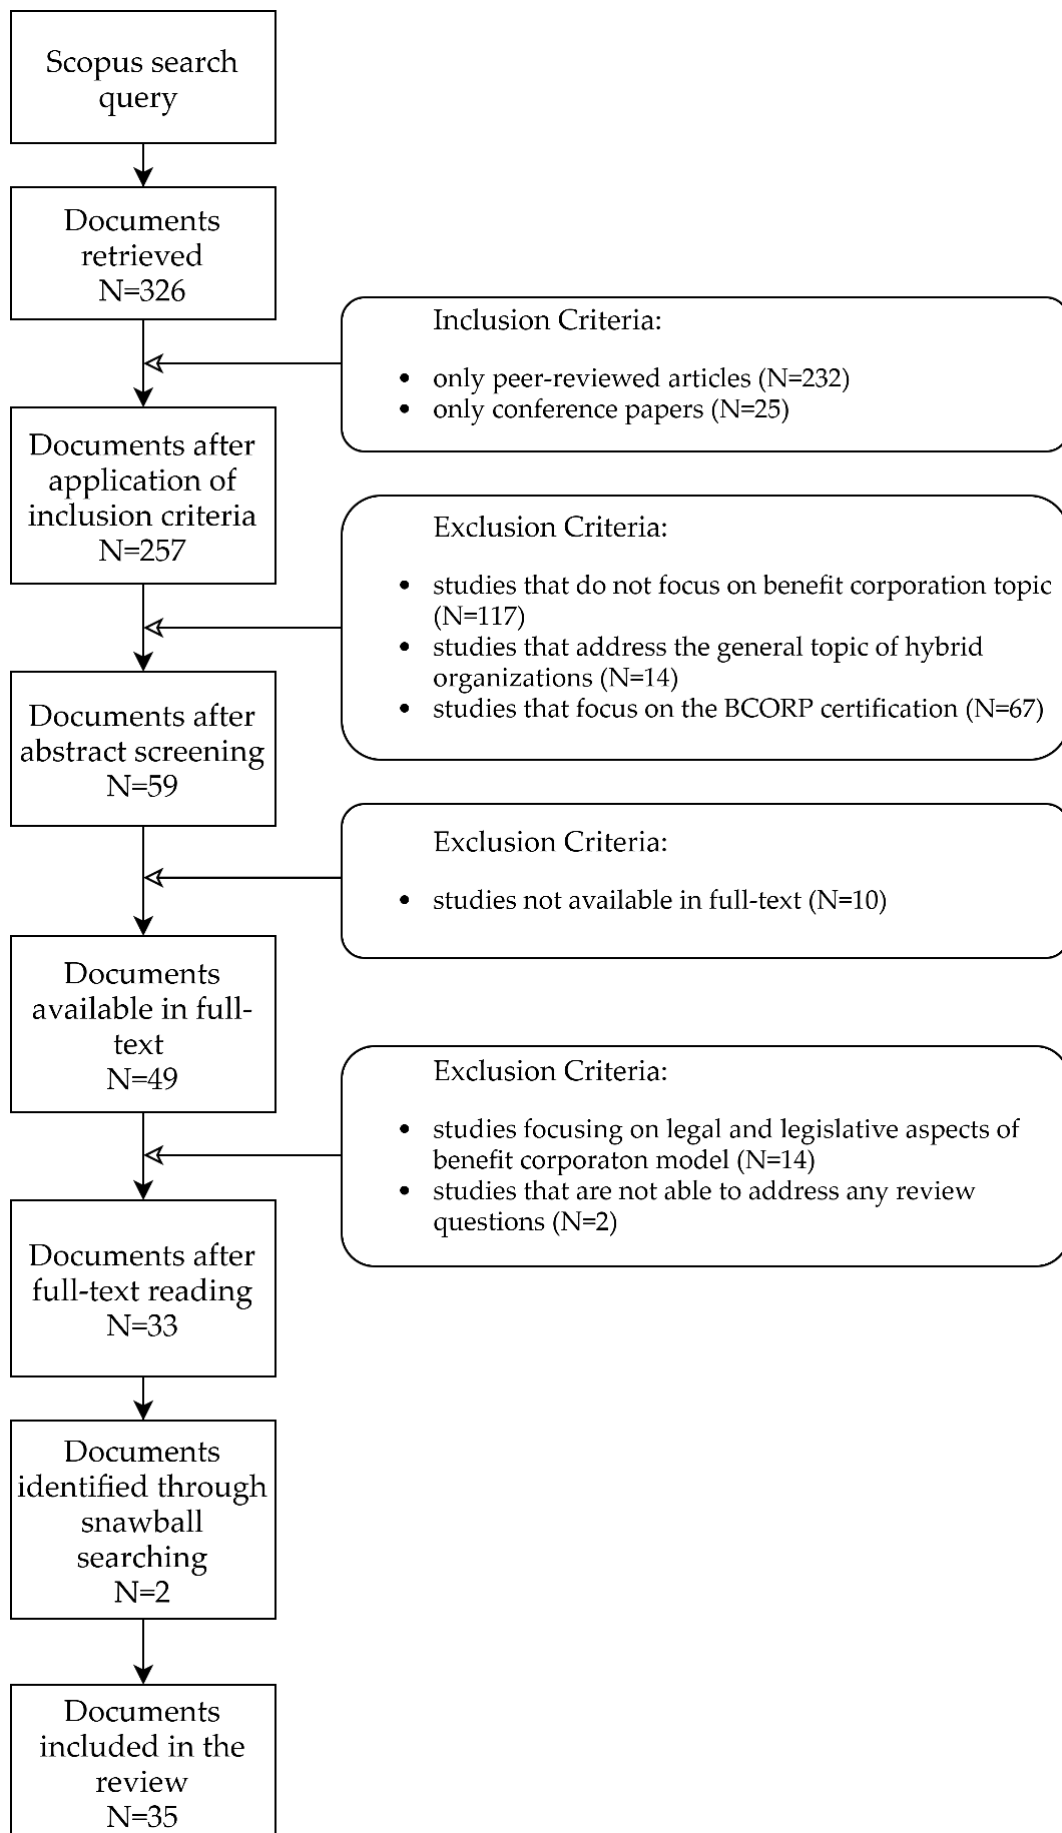 Scopus search
query
Documents
retrieved
N=326
Inclusion Criteria:
• only peer-reviewed articles (N=232)
• only conference papers (N=25)
Documents after
application of
inclusion criteria
N=257
Exclusion Criteria:
• studies that do not focus on benefit corporation topic
(N=117)
• studies that address the general topic of hybrid
organizations (N=14)
• studies that focus on the BCORP certification (N=67)
Documents after
abstract screening
N=59
Exclusion Criteria:
• studies not available in full-text (N=10)
Documents
available in full-
text
N=49
Exclusion Criteria:
• studies focusing on legal and legislative aspects of
benefit corporaton model (N=14)
• studies that are not able to address any review
questions (N=2)
Documents after
full-text reading
N=33
Documents
identified through
snawball
searching
N=2
Documents
included in the
review
N=35